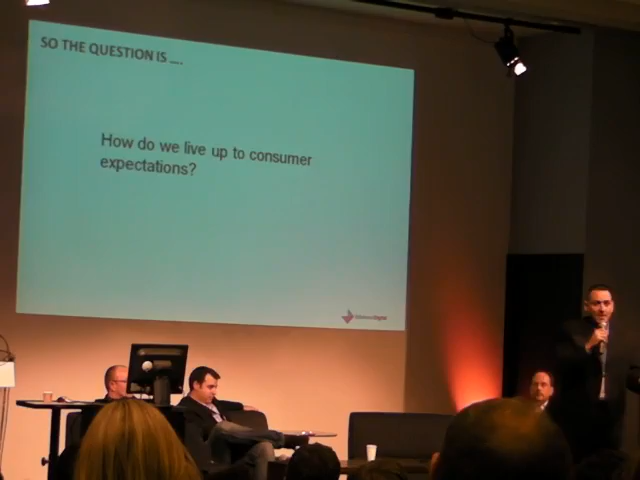 SO THE QUESTION IS ....
How do we live up to consumer
expectations?